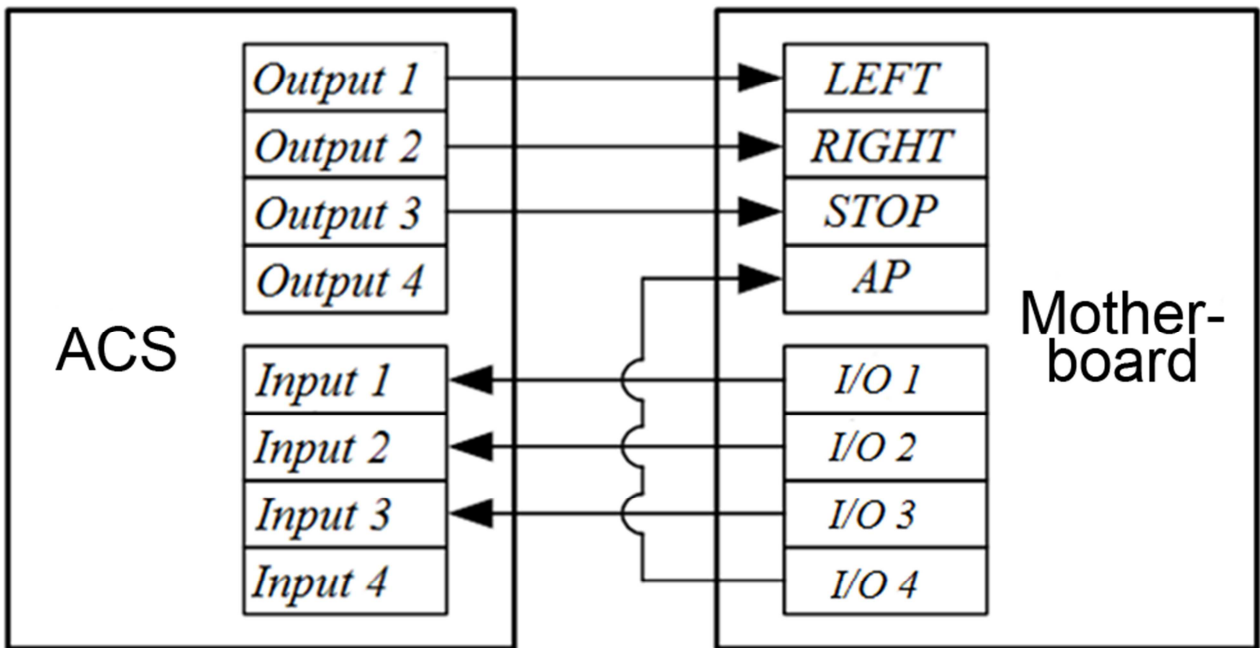 ACS
Output 1
Output 2
Output 3
Output 4
Input 1
Input 2
Input 3
Input 4
LEFT
RIGHT
STOP
AP
I/O 1
I/O 2
I/O 3
I/O 4
Mother-
board